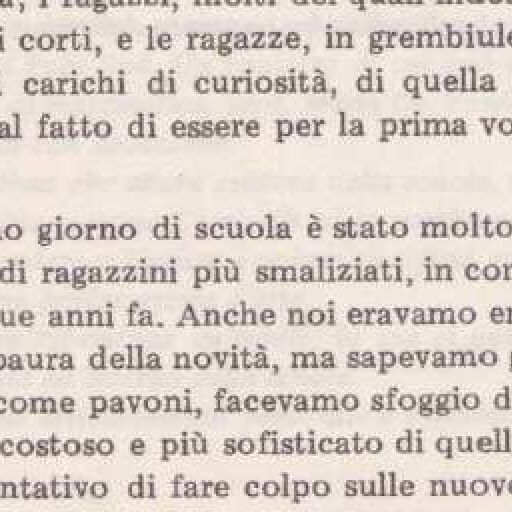 i ragazzi, molti dei quali
i corti, e le ragazze, in grembiule
carichi di curiosità, di quella
al fatto di essere per la prima vo
o giorno di scuola è stato molto
di ragazzini più smaliziati, in con
ue anni fa. Anche noi eravamo e
paura della novità, ma sapevamo
come pavoni, facevamo sfoggio d
costoso e più sofisticato di quell
ntativo di fare colpo sulle nuov